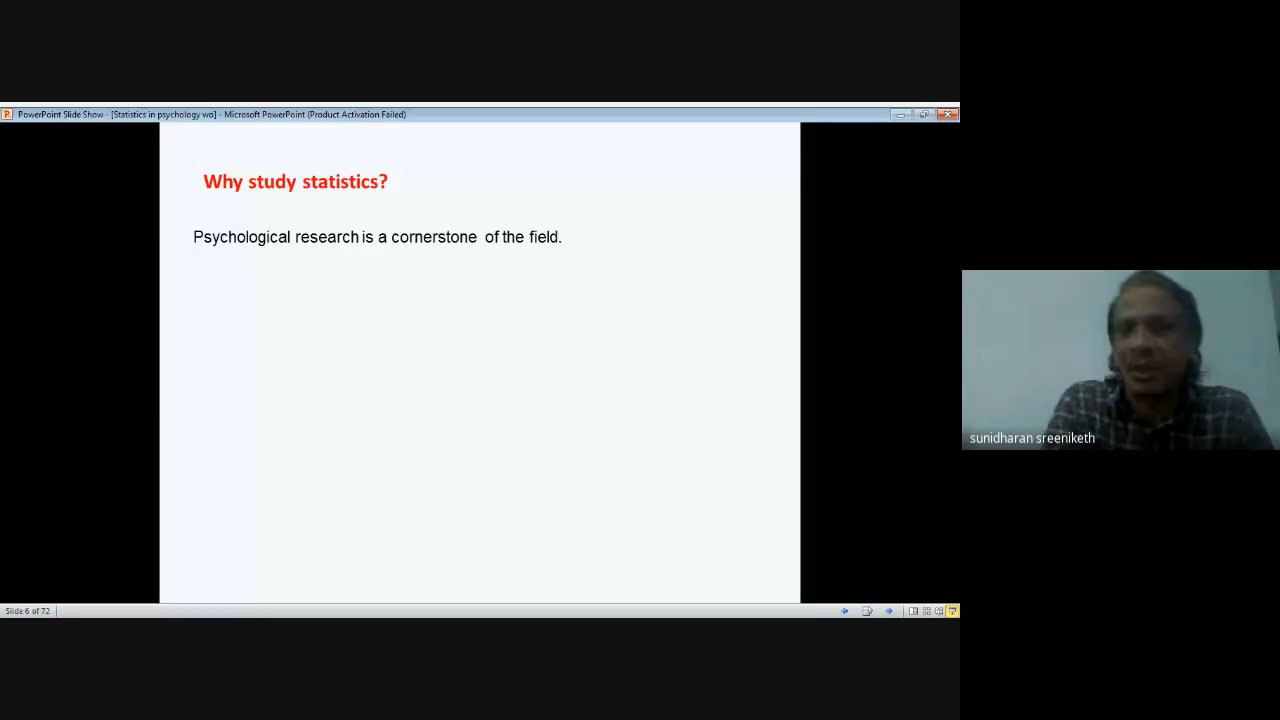 PowerPoint Slide Show - [Statistics in psychology wo] - Microsoft PowerPoint (Product Activation Failed)
Why study statistics?
Psychological research is a cornerstone of the field.
sunidharan sreeniketh
Slide 6 of 72